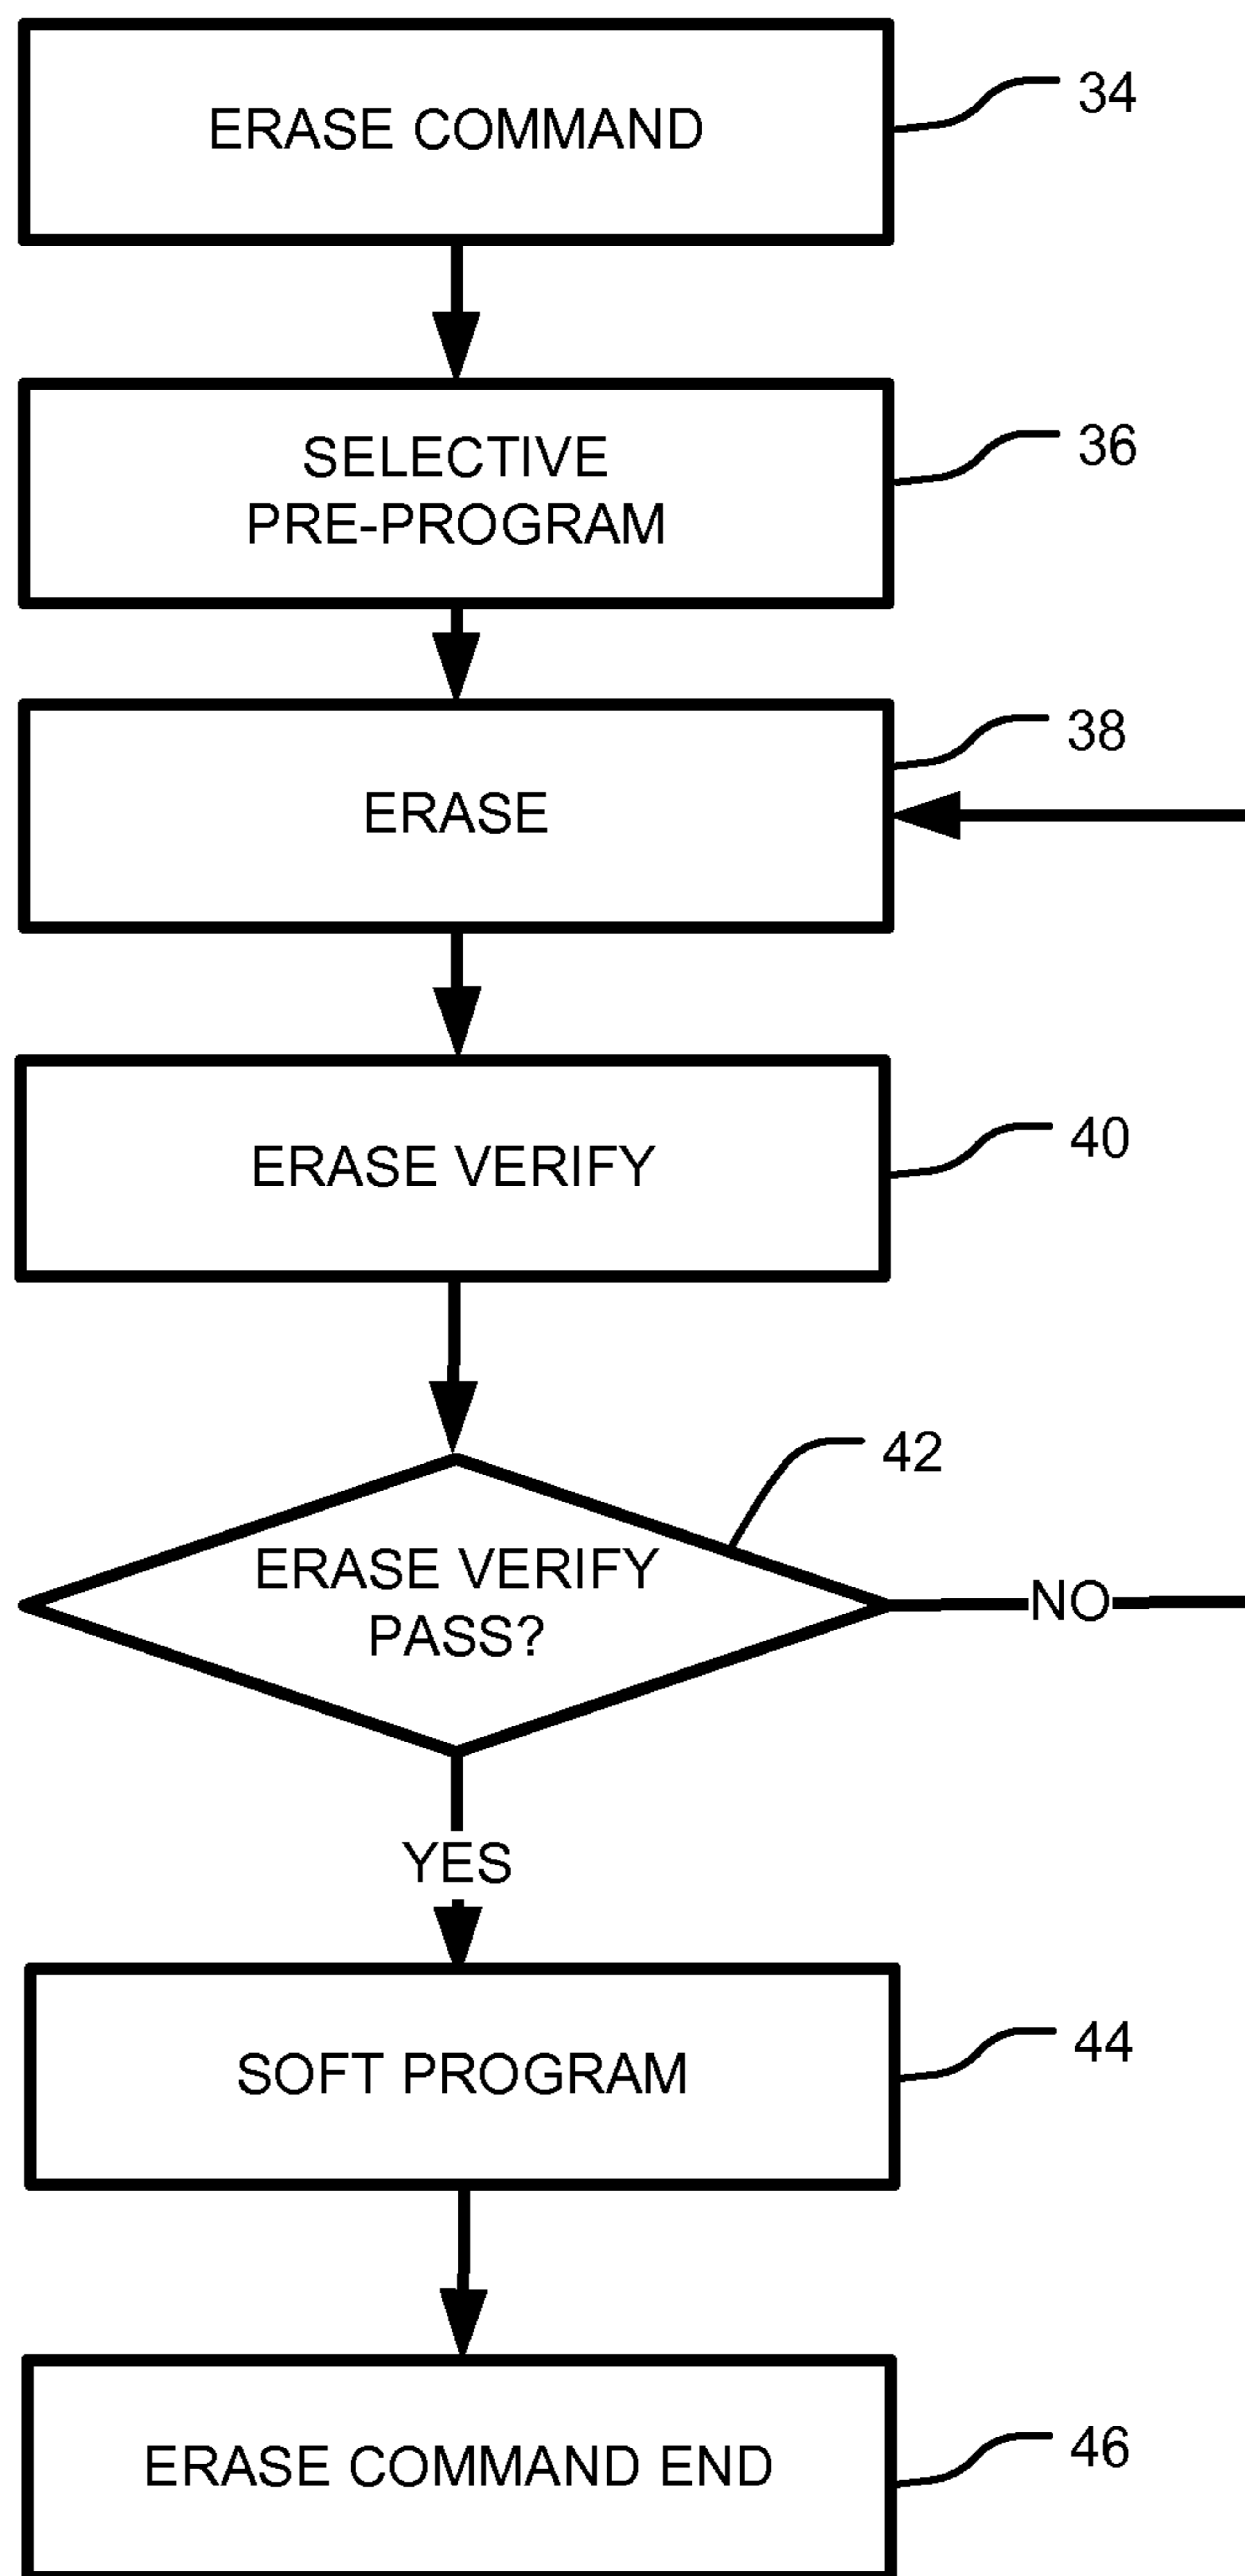 ERASE COMMAND
34
SELECTIVE
PRE-PROGRAM
36
38
ERASE
ERASE VERIFY
40
42
ERASE VERIFY
PASS?
NO
YES
SOFT PROGRAM
44
ERASE COMMAND END
46